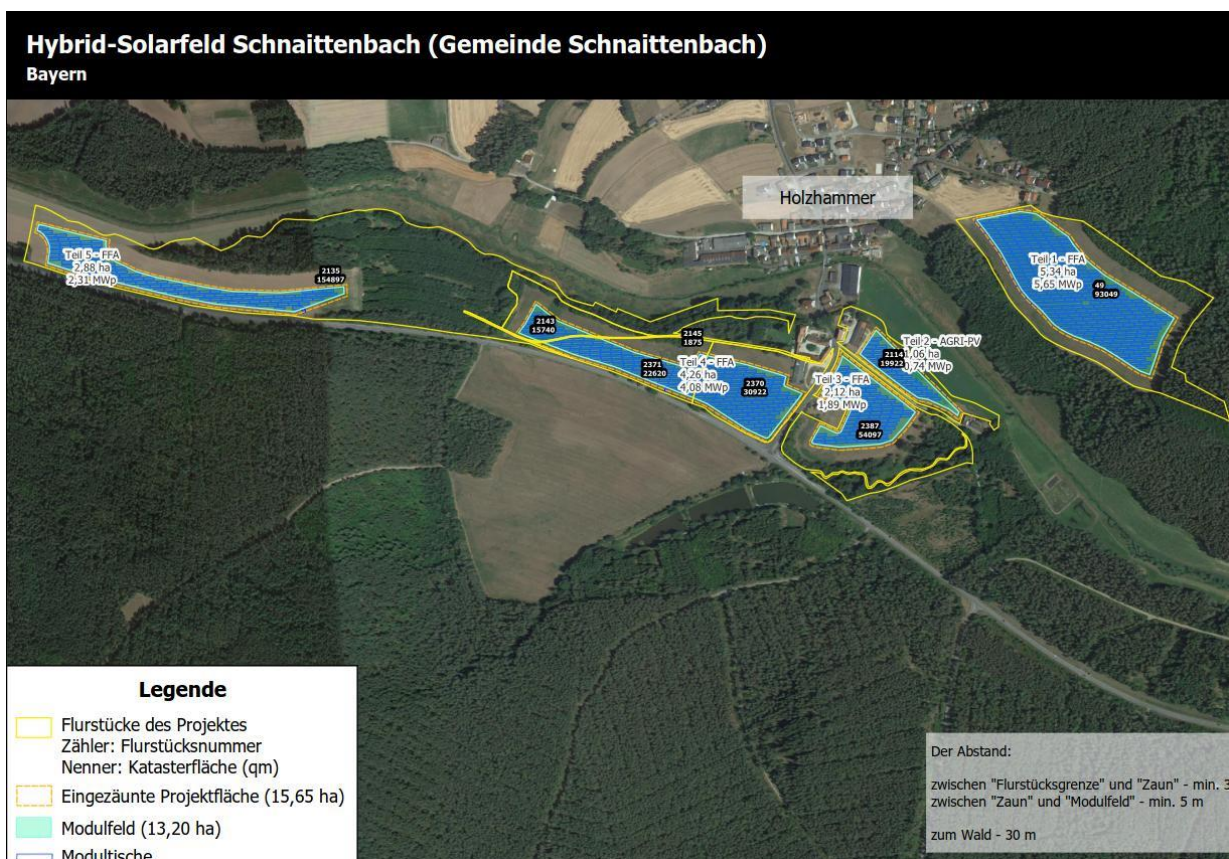 Hybrid-Solarfeld Schnaittenbach (Gemeinde Schnaittenbach)
Bayern
Holzhammer
Teil 5 - FFA
2,88 ha
2,31 MWp
2135
154897
Teil 1 - FFA
5,34 ha
5,65 MWp
49
93049
2143
15740
2145
1875
Teil 2 - AGRI-PV
1,06 ha
0,74 MWp
2114
19922
2371
22620
Teil 4 - FFA
4,26 ha
4,08 MWp
2370
30922
Teil 3 - FFA
2,12 ha
1,89 MWp
2387
54097
Legende
Flurstücke des Projektes
Zähler: Flurstücksnummer
Nenner: Katasterfläche (qm)
Eingezäunte Projektfläche (15,65 ha)
Modulfeld (13,20 ha)
Modultische
Der Abstand:
zwischen "Flurstücksgrenze" und "Zaun" - min. 3
zwischen "Zaun" und "Modulfeld" - min. 5 m
zum Wald - 30 m